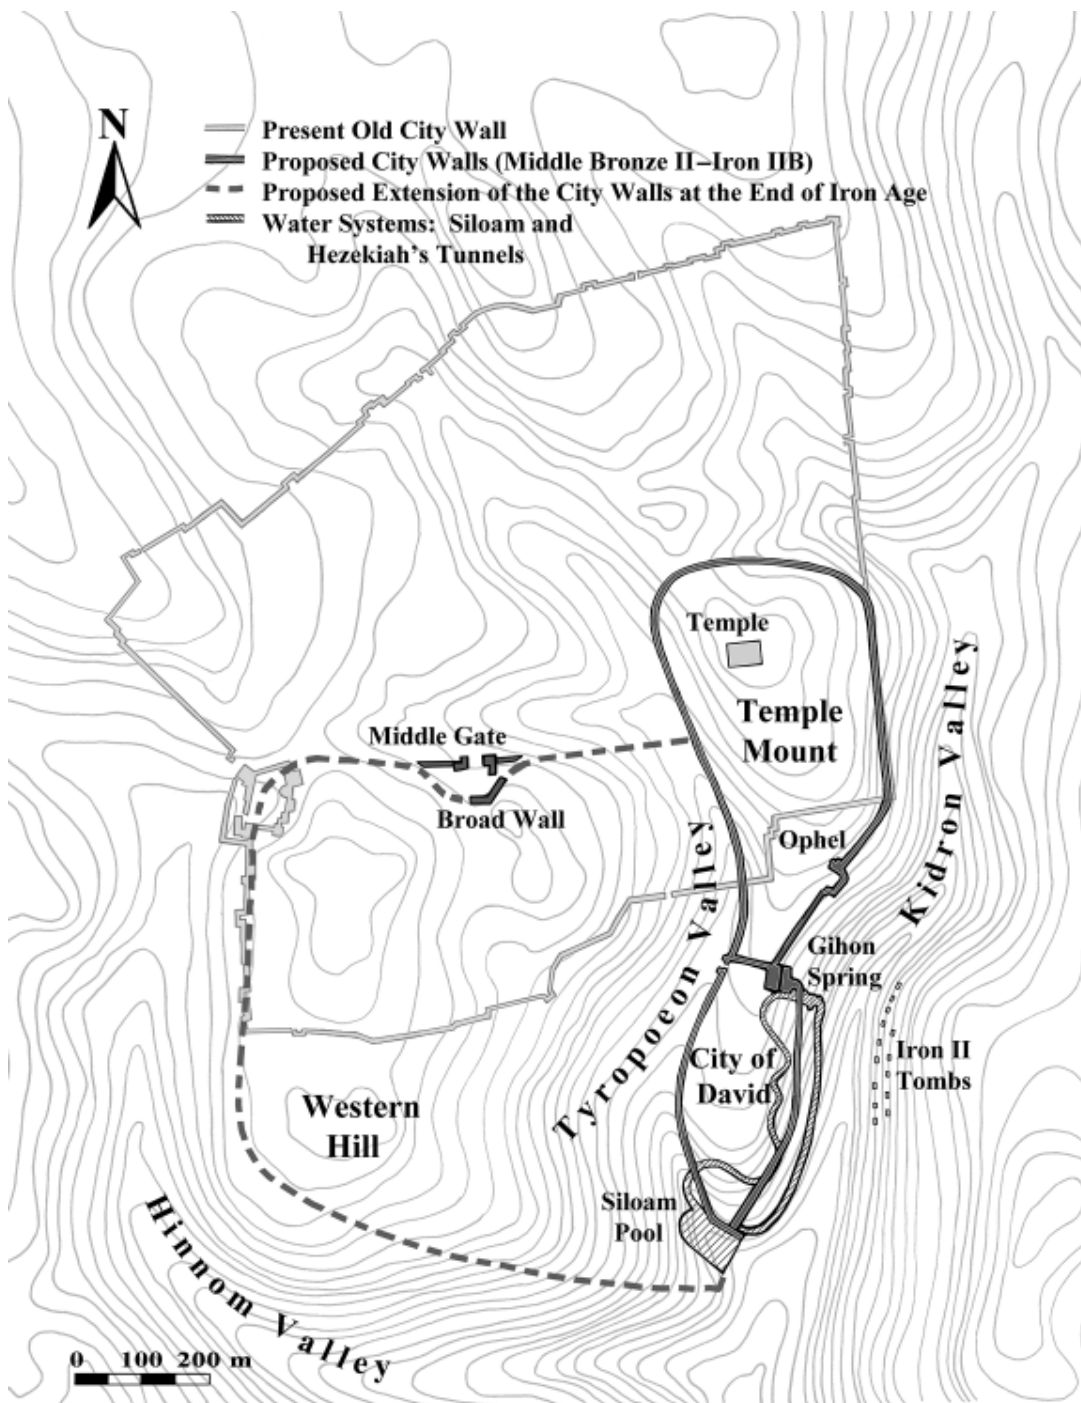 N
Present Old City Wall
Proposed City Walls (Middle Bronze II–Iron IIB)
Proposed Extension of the City Walls at the End of Iron Age
Water Systems: Siloam and
Hezekiah's Tunnels
Temple
Temple
Mount
Middle Gate
Broad Wall
Ophel
Kidron Valley
Tyropoeon Valley
Gihon
Spring
City of
David
Iron II
Tombs
Western
Hill
Siloam
Pool
Hinnom Valley
0 100 200 m